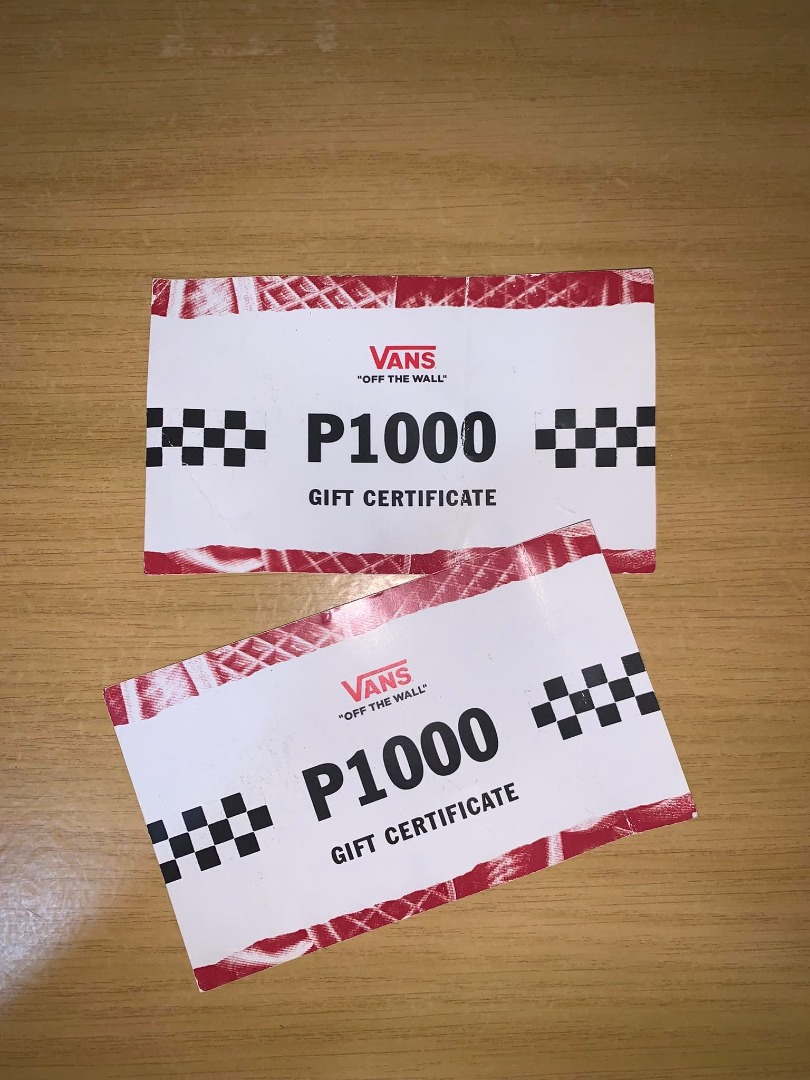 VANS
"OFF THE WALL"
P1000
GIFT CERTIFICATE
VANS
"OFF THE WALL"
P1000
GIFT CERTIFICATE